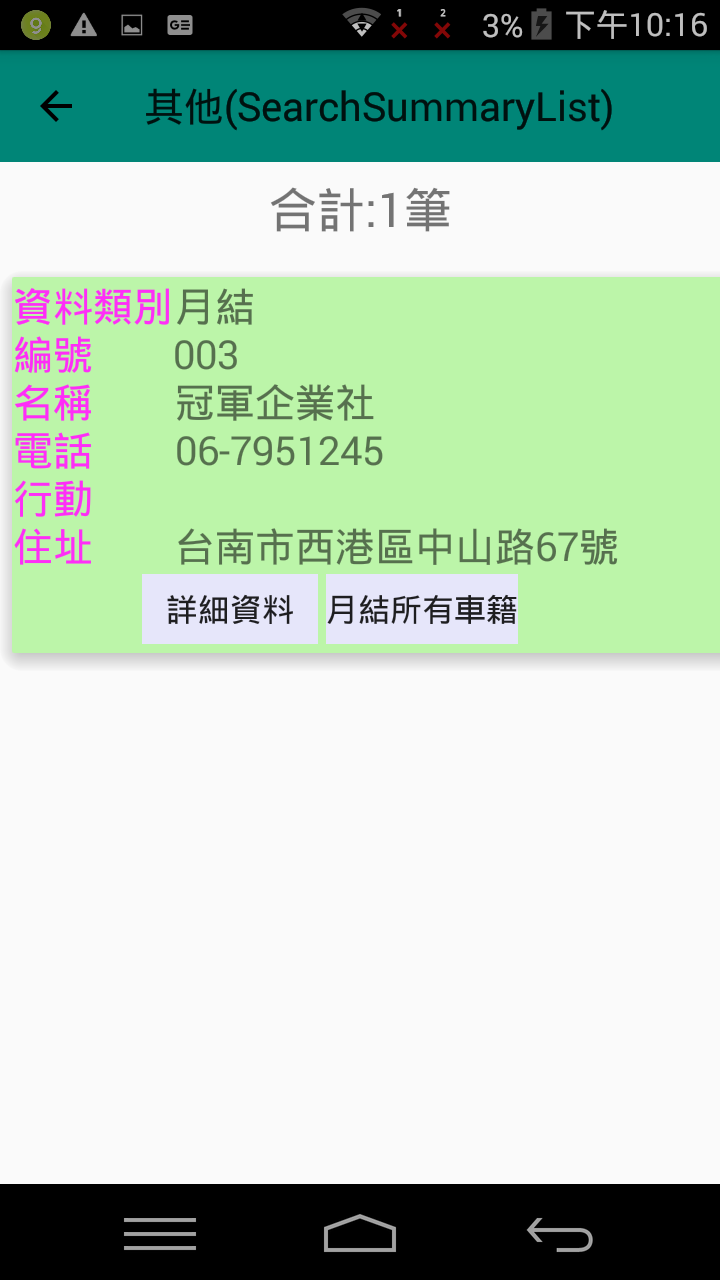 9 GE 1 2 3% 下午10:16
其他(SearchSummaryList)
合計:1筆
資料類別 月結
編號 003
名稱 冠軍企業社
電話 06-7951245
行動
住址 台南市西港區中山路67號
詳細資料 月結所有車籍